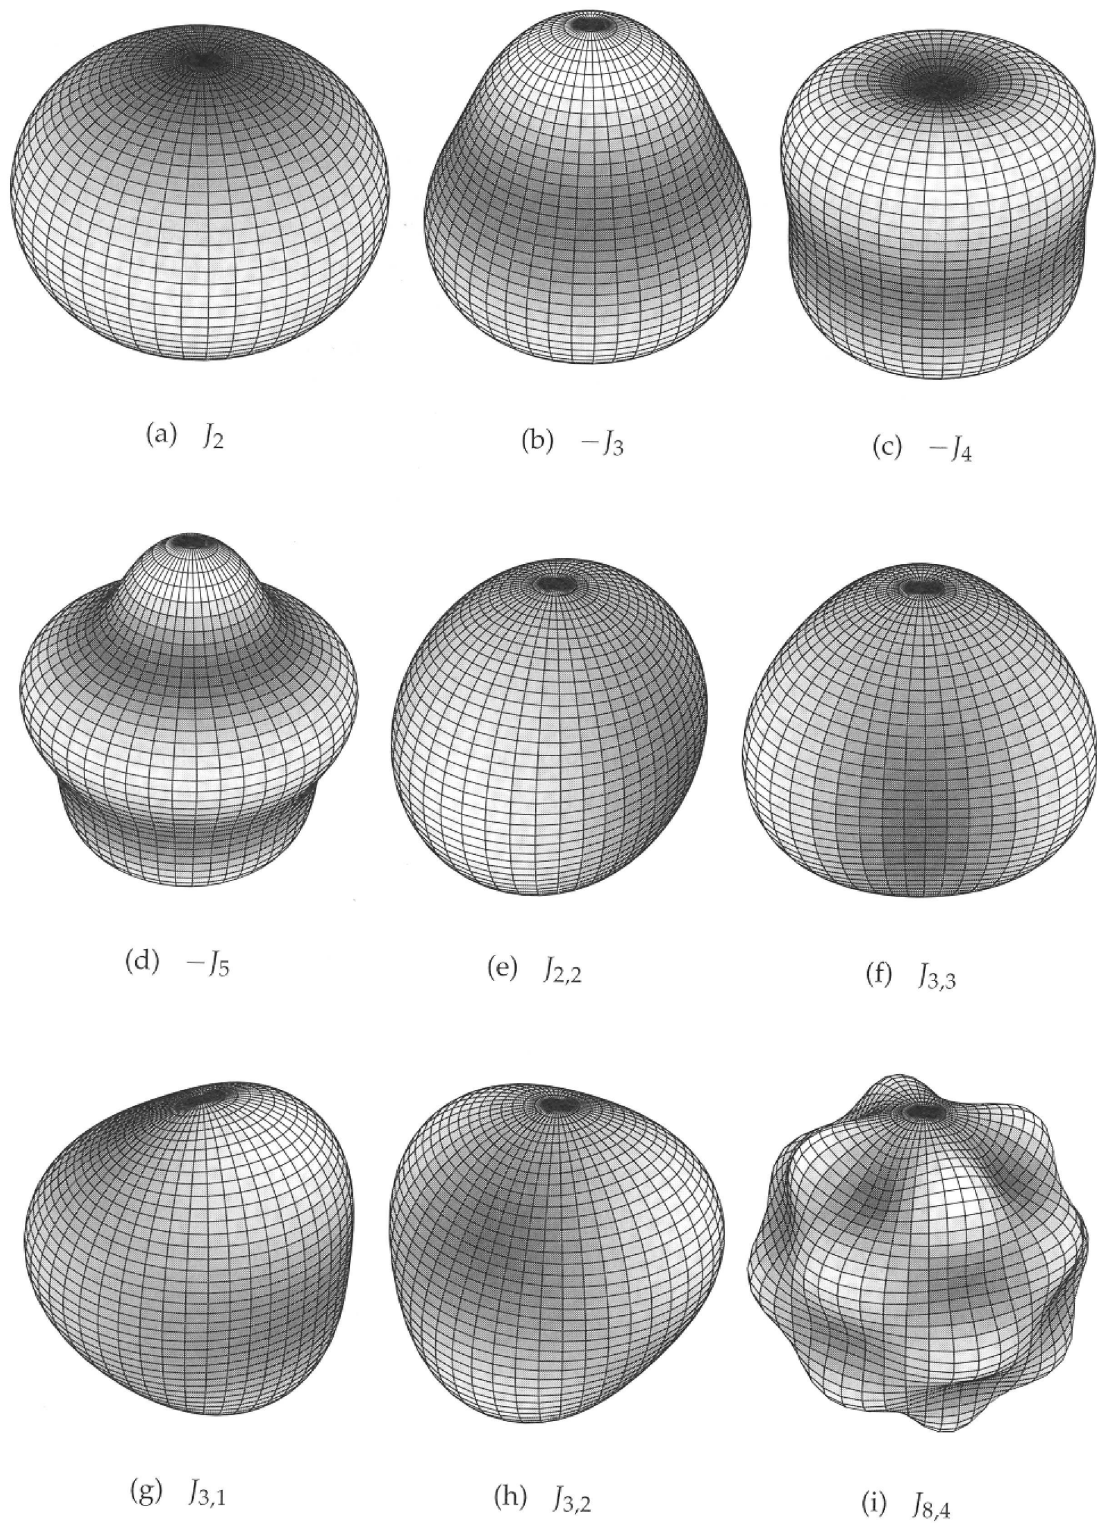 (a) J₂
(b) −J₃
(c) −J₄
(d) −J₅
(e) J₂,₂
(f) J₃,₃
(g) J₃,₁
(h) J₃,₂
(i) J₈,₄